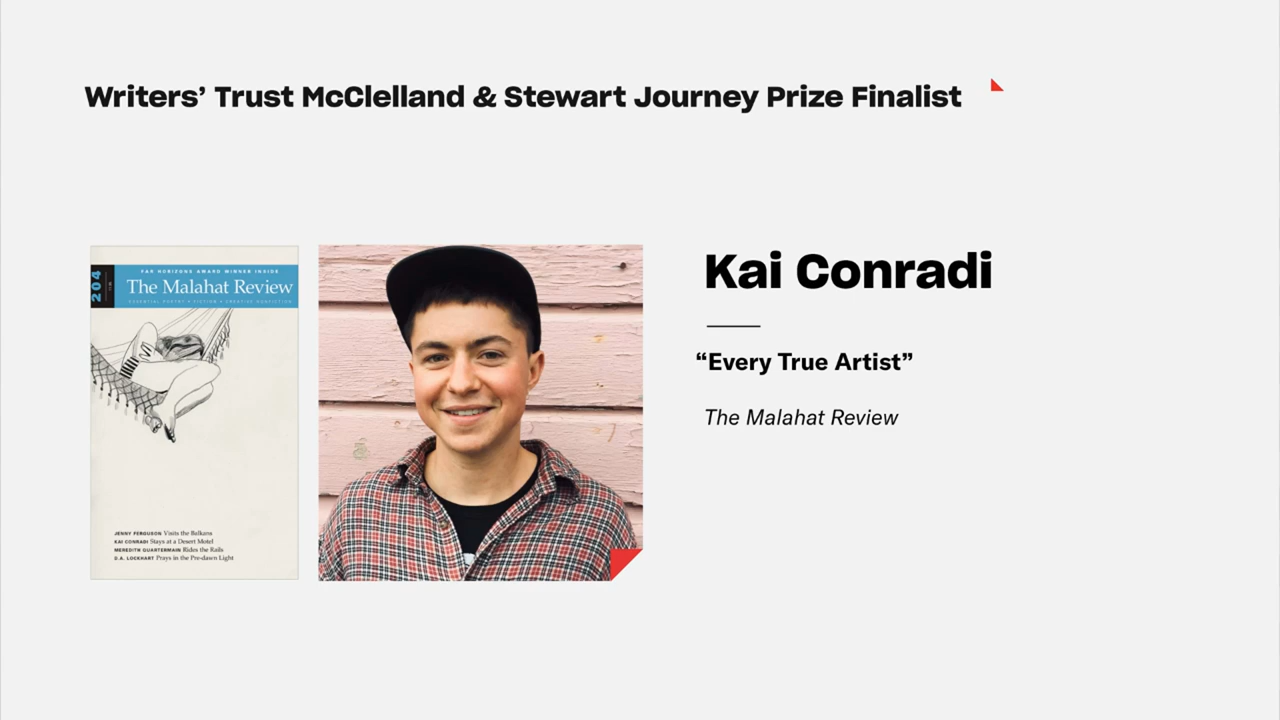 Writers’ Trust McClelland & Stewart Journey Prize Finalist
204
FAR HORIZONS AWARD WINNER INSIDE
The Malahat Review
ESSENTIAL POETRY • FICTION • CREATIVE NONFICTION
JENNY FERGUSON Visits the Balkans
KAI CONRADI Stays at a Desert Motel
MEREDITH QUARTERMAIN Rides the Rails
D.A. LOCKHART Prays in the Pre-dawn Light
Kai Conradi
“Every True Artist”
The Malahat Review